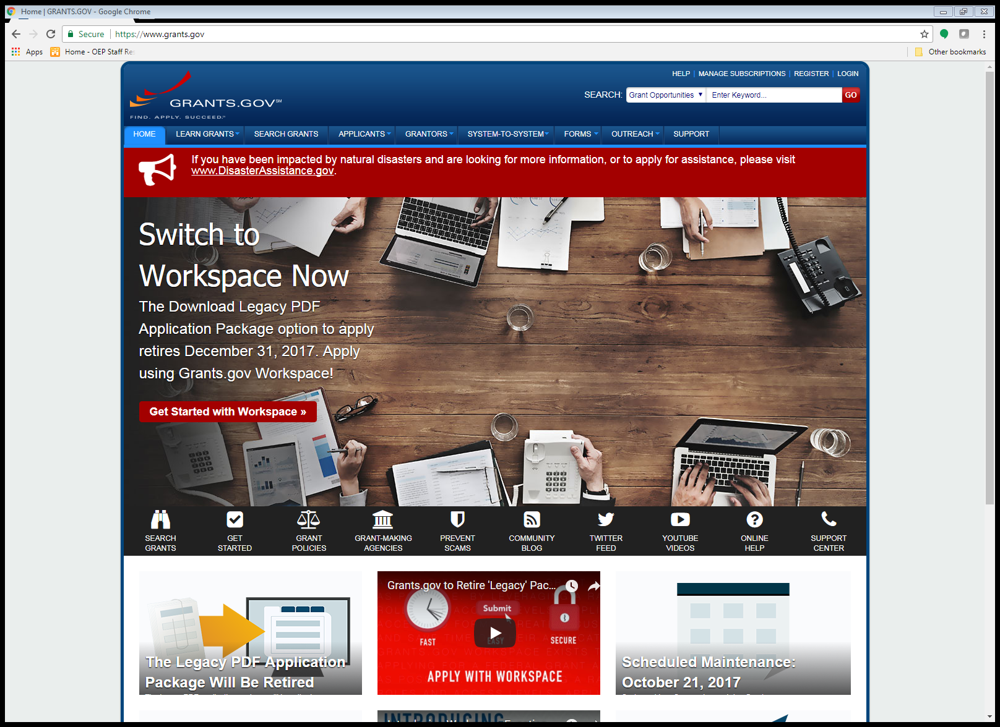 Home | GRANTS.GOV - Google Chrome
Secure https://www.grants.gov
Apps Home - OEP Staff Res
Other bookmarks
HELP | MANAGE SUBSCRIPTIONS | REGISTER | LOGIN
GRANTS.GOV℠
FIND. APPLY. SUCCEED.
SEARCH: Grant Opportunities Enter Keyword... GO
HOME LEARN GRANTS SEARCH GRANTS APPLICANTS GRANTORS SYSTEM-TO-SYSTEM FORMS OUTREACH SUPPORT
If you have been impacted by natural disasters and are looking for more information, or to apply for assistance, please visit
www.DisasterAssistance.gov.
Switch to
Workspace Now
The Download Legacy PDF
Application Package option to apply
retires December 31, 2017. Apply
using Grants.gov Workspace!
Get Started with Workspace »
SEARCH
GRANTS
GET
STARTED
GRANT
POLICIES
GRANT-MAKING
AGENCIES
PREVENT
SCAMS
COMMUNITY
BLOG
TWITTER
FEED
YOUTUBE
VIDEOS
ONLINE
HELP
SUPPORT
CENTER
The Legacy PDF Application
Package Will Be Retired
Grants.gov to Retire 'Legacy' Pac...
Submit
FAST
EASY
SECURE
APPLY WITH WORKSPACE
Scheduled Maintenance:
October 21, 2017
INTRODUCING